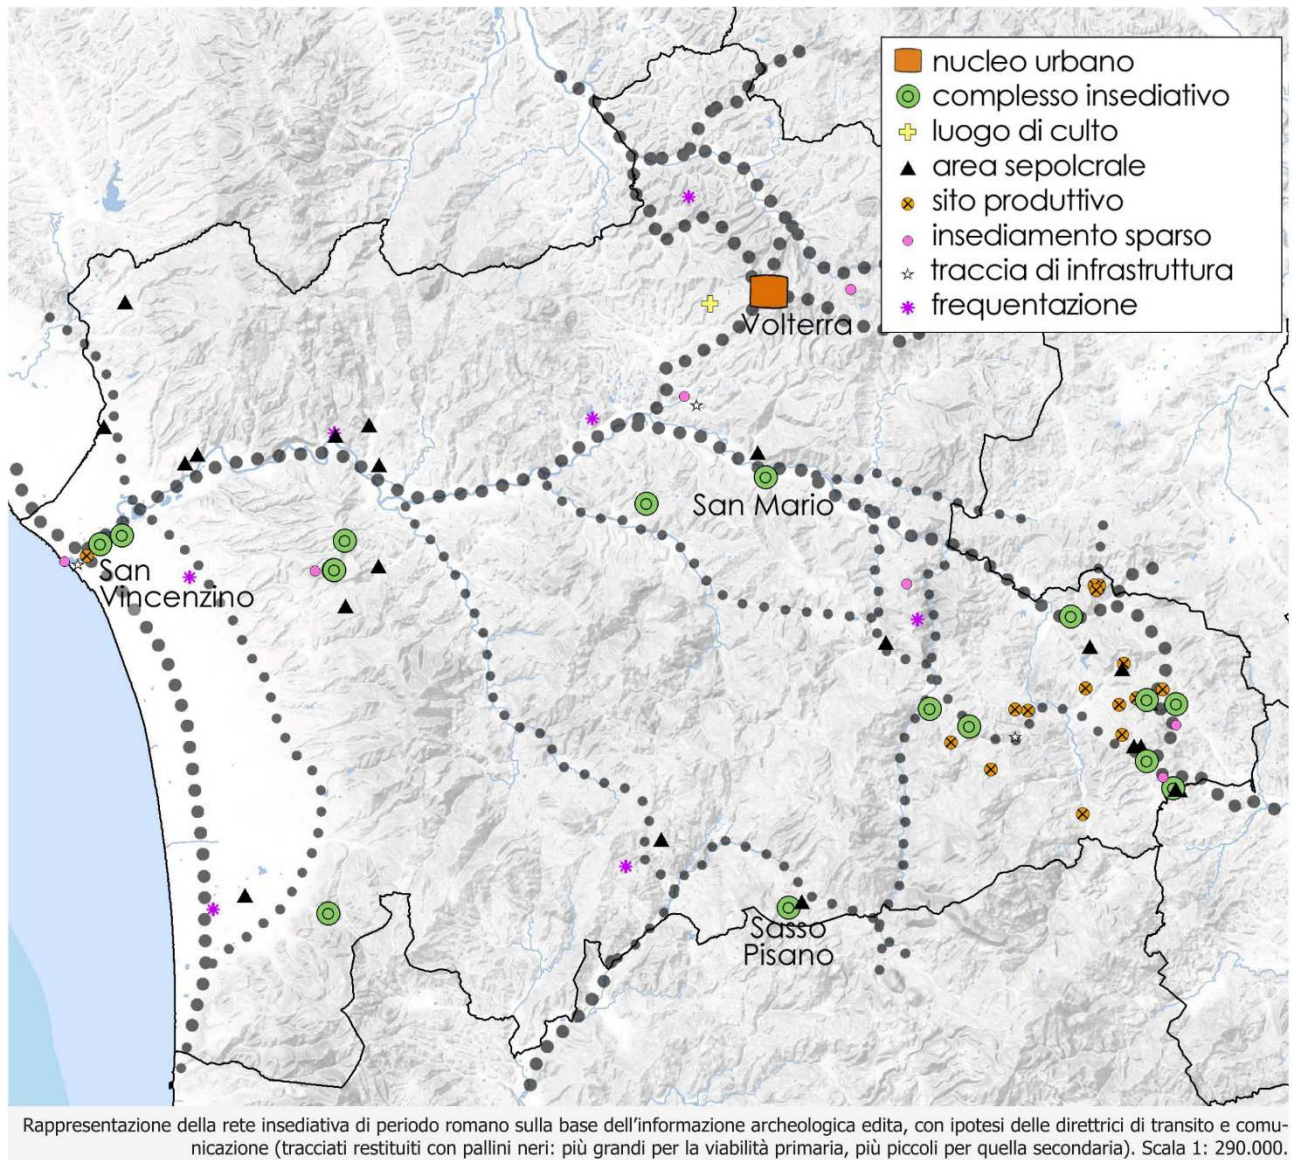 nucleo urbano
complesso insediativo
luogo di culto
area sepolcrale
sito produttivo
insediamento sparso
traccia di infrastruttura
frequentazione
Volterra
San Mario
San
Vincenzino
Sasso
Pisano
Rappresentazione della rete insediativa di periodo romano sulla base dell'informazione archeologica edita, con ipotesi delle direttrici di transito e comu-
nicazione (tracciati restituiti con pallini neri: più grandi per la viabilità primaria, più piccoli per quella secondaria). Scala 1: 290.000.